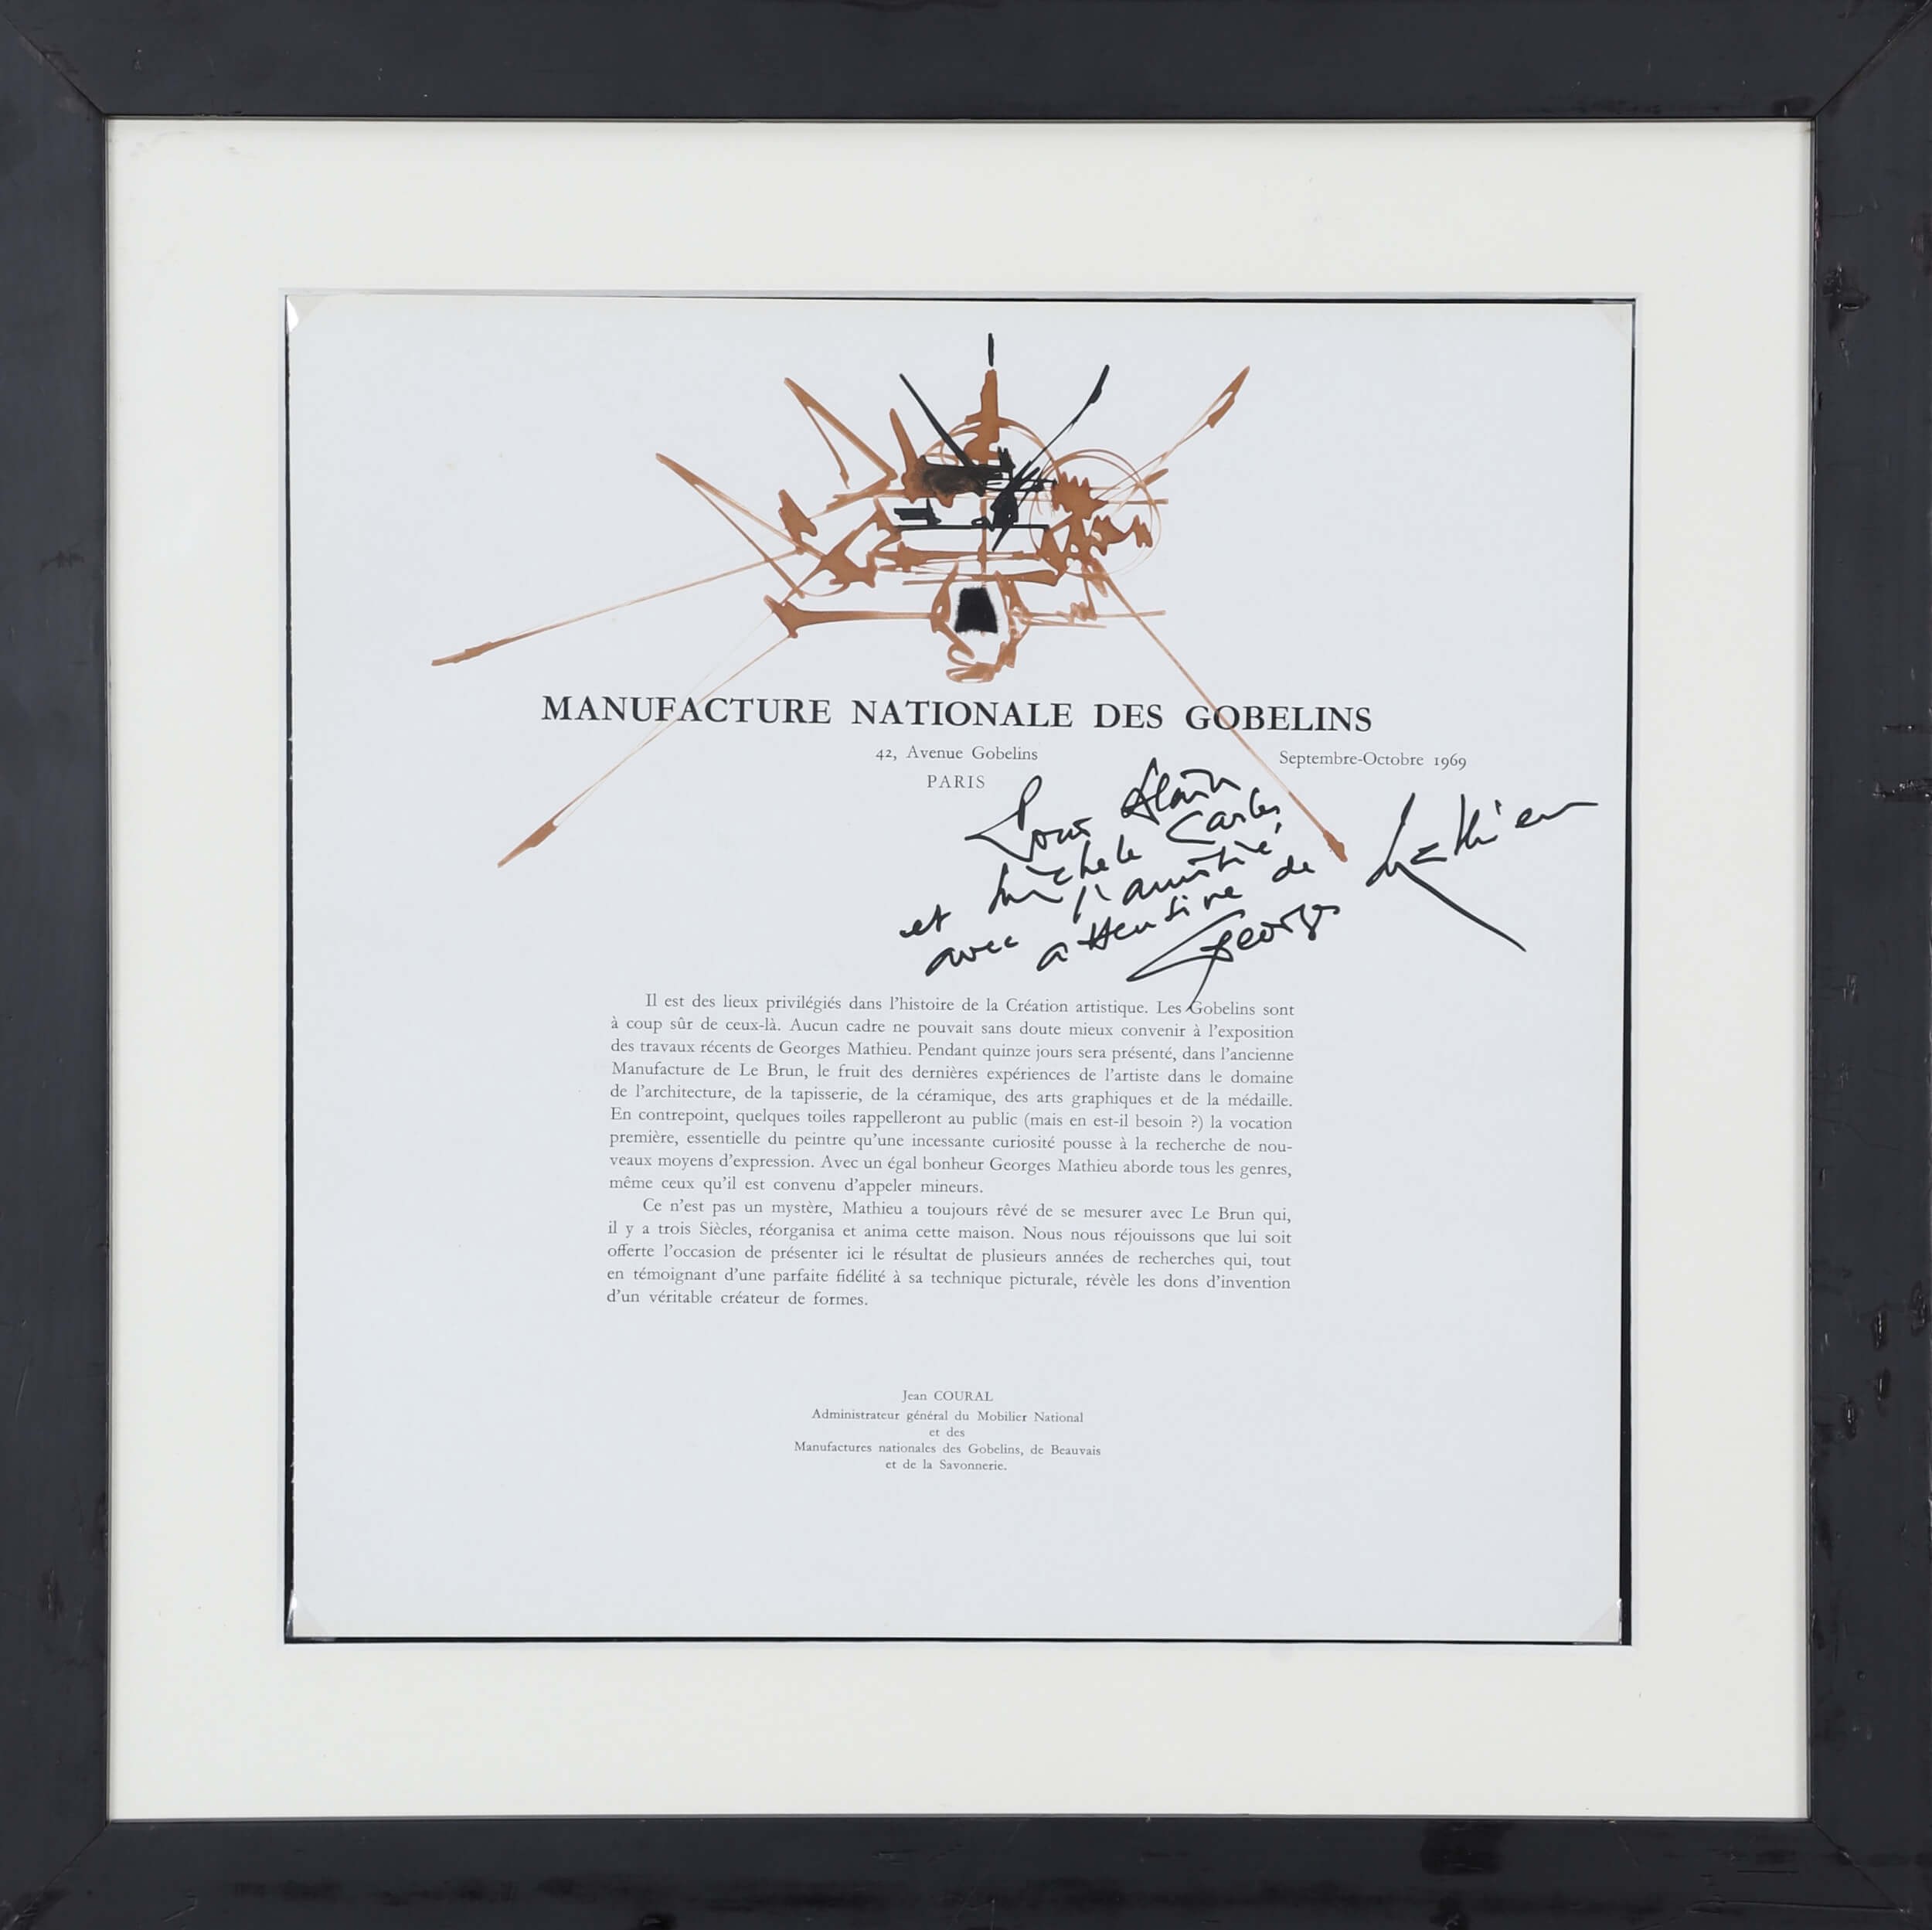 MANUFACTURE NATIONALE DES GOBELINS
42, Avenue Gobelins
Septembre-Octobre 1969
PARIS
Pour Alain
et Michèle Carles,
avec l'amitié
attentive de
Georges Mathieu
Il est des lieux privilégiés dans l'histoire de la Création artistique. Les Gobelins sont
à coup sûr de ceux-là. Aucun cadre ne pouvait sans doute mieux convenir à l'exposition
des travaux récents de Georges Mathieu. Pendant quinze jours sera présenté, dans l'ancienne
Manufacture de Le Brun, le fruit des dernières expériences de l'artiste dans le domaine
de l'architecture, de la tapisserie, de la céramique, des arts graphiques et de la médaille.
En contrepoint, quelques toiles rappelleront au public (mais en est-il besoin ?) la vocation
première, essentielle du peintre qu'une incessante curiosité pousse à la recherche de nou-
veaux moyens d'expression. Avec un égal bonheur Georges Mathieu aborde tous les genres,
même ceux qu'il est convenu d'appeler mineurs.
Ce n'est pas un mystère, Mathieu a toujours rêvé de se mesurer avec Le Brun qui,
il y a trois Siècles, réorganisa et anima cette maison. Nous nous réjouissons que lui soit
offerte l'occasion de présenter ici le résultat de plusieurs années de recherches qui, tout
en témoignant d'une parfaite fidélité à sa technique picturale, révèle les dons d'invention
d'un véritable créateur de formes.
Jean COURAL
Administrateur général du Mobilier National
et des
Manufactures nationales des Gobelins, de Beauvais
et de la Savonnerie.